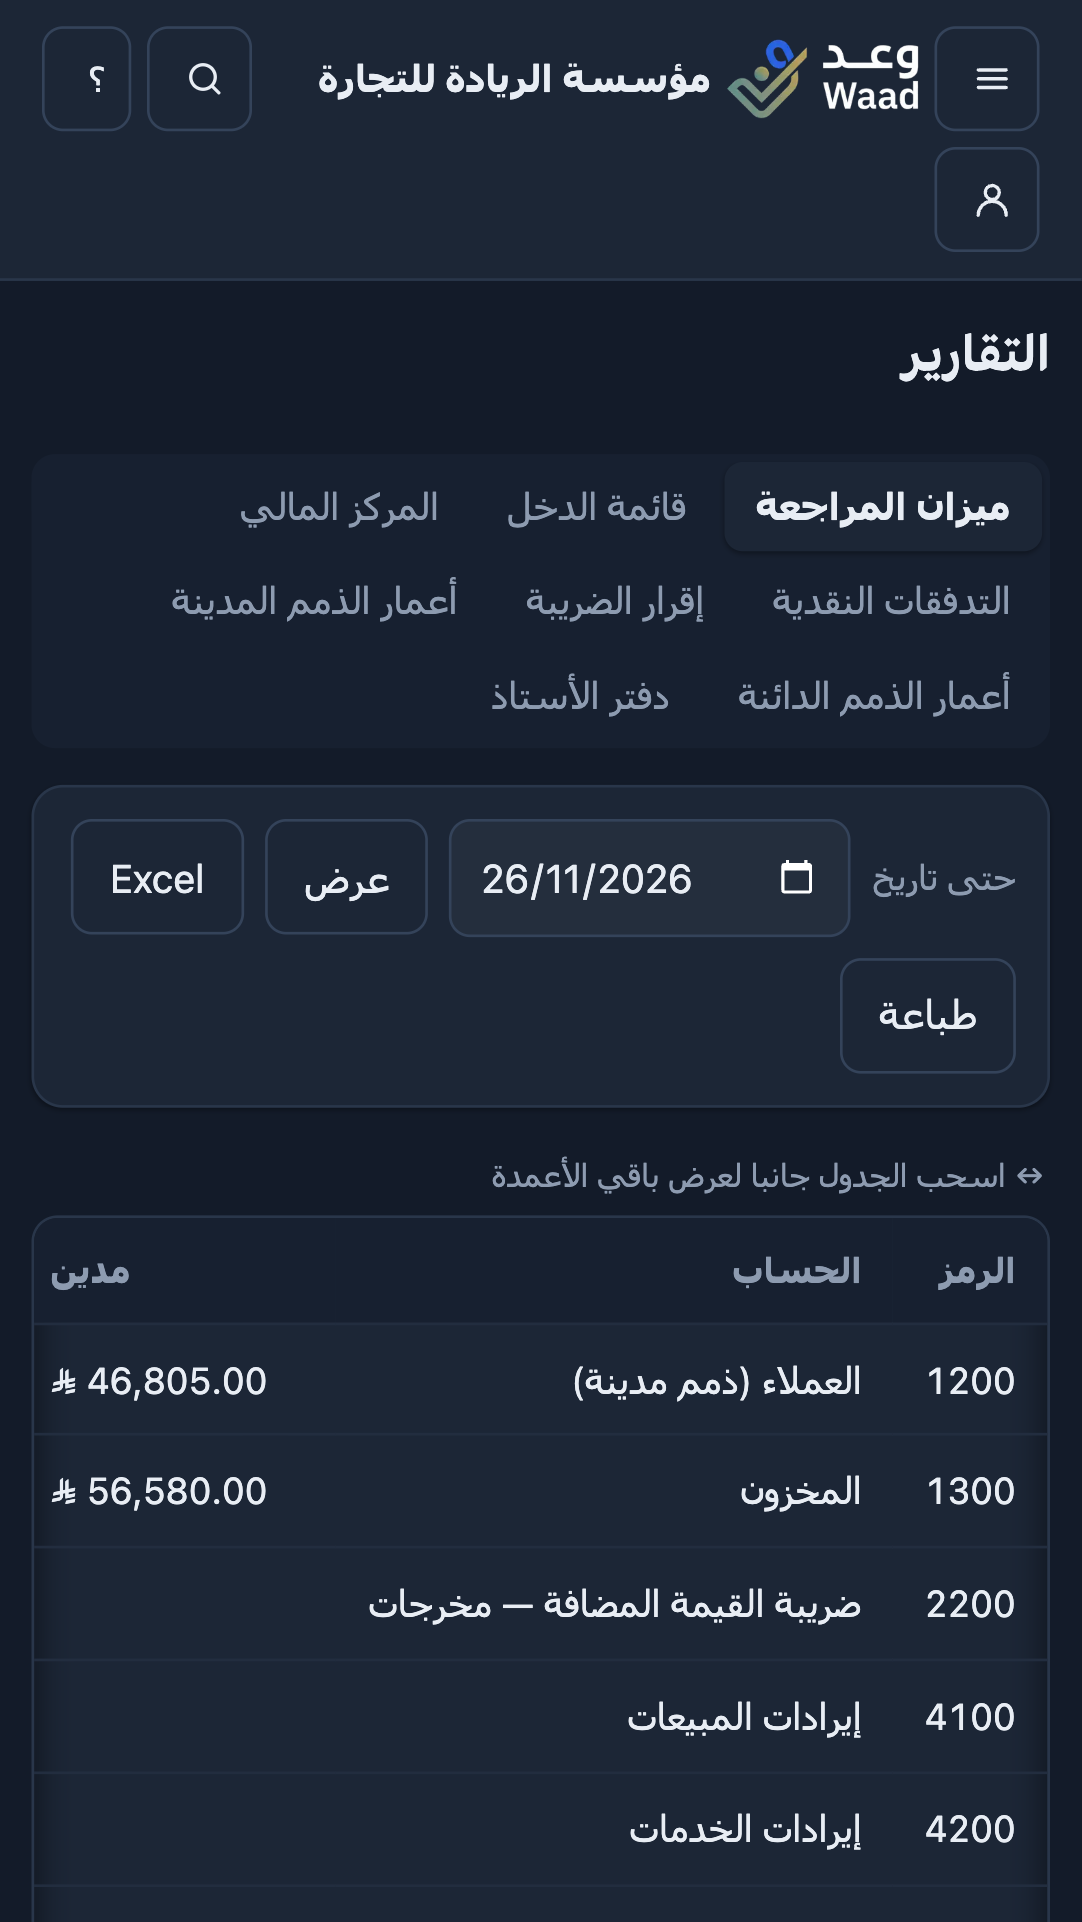 وعد
Waad
مؤسسة الريادة للتجارة
؟
التقارير
ميزان المراجعة
قائمة الدخل
المركز المالي
التدفقات النقدية
إقرار الضريبة
أعمار الذمم المدينة
أعمار الذمم الدائنة
دفتر الأستاذ
حتى تاريخ
26/11/2026
عرض
Excel
طباعة
↔ اسحب الجدول جانبا لعرض باقي الأعمدة
الرمز الحساب مدين
1200 العملاء (ذمم مدينة) 46,805.00 ⃁
1300 المخزون 56,580.00 ⃁
2200 ضريبة القيمة المضافة — مخرجات
4100 إيرادات المبيعات
4200 إيرادات الخدمات